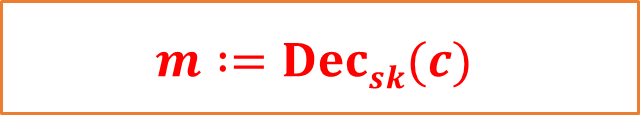 m := Dec_sk(c)